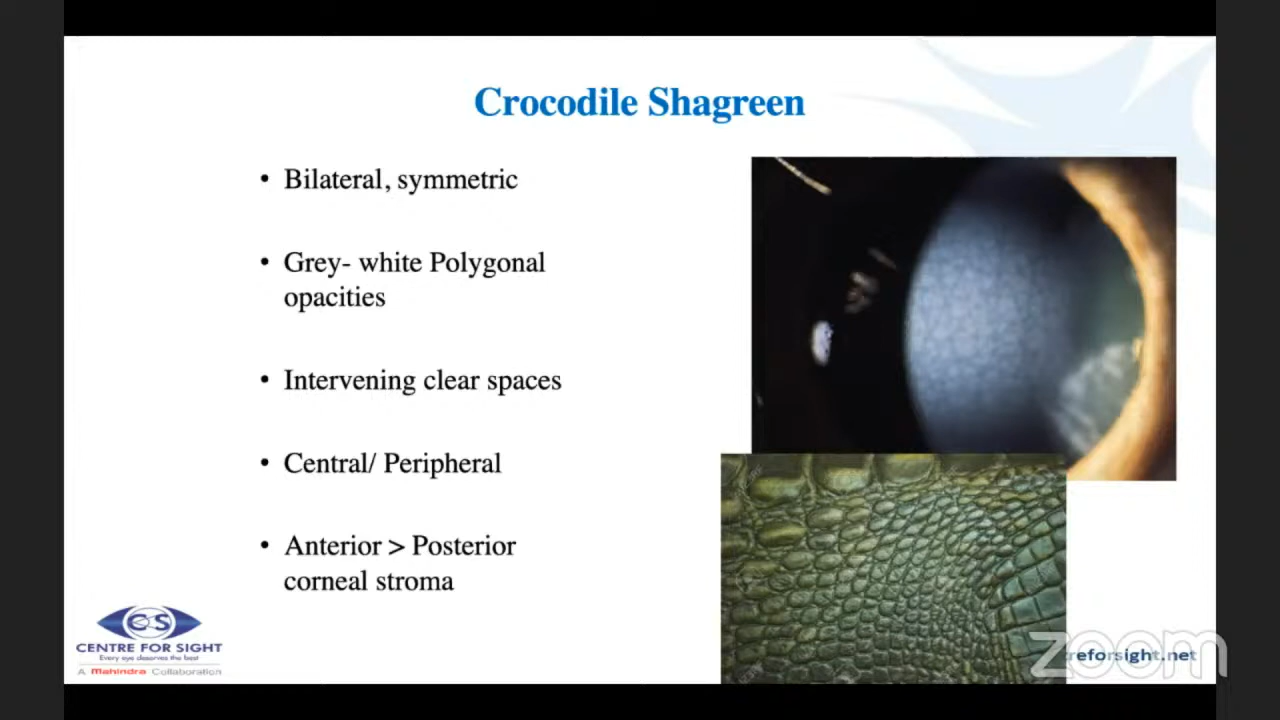 Crocodile Shagreen
• Bilateral, symmetric
• Grey- white Polygonal
opacities
• Intervening clear spaces
• Central/ Peripheral
• Anterior > Posterior
corneal stroma
CS
CENTRE FOR SIGHT
Every eye deserves the best
A Mahindra Collaboration
reforsight.net
zoom